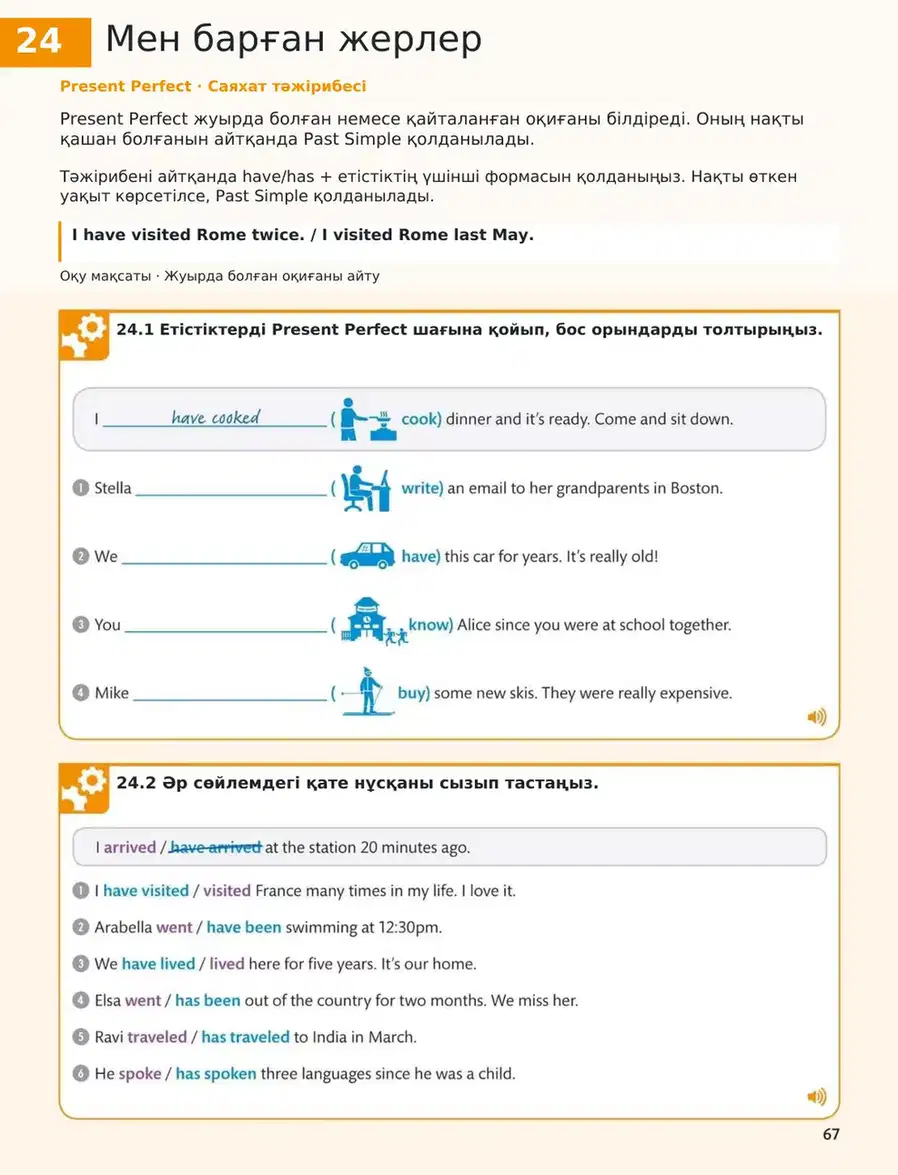 24 Мен барған жерлер
Present Perfect · Саяхат тәжірибесі
Present Perfect жуырда болған немесе қайталанған оқиғаны білдіреді. Оның нақты
қашан болғанын айтқанда Past Simple қолданылады.
Тәжірибені айтқанда have/has + етістіктің үшінші формасын қолданыңыз. Нақты өткен
уақыт көрсетілсе, Past Simple қолданылады.
I have visited Rome twice. / I visited Rome last May.
Оқу мақсаты · Жуырда болған оқиғаны айту
24.1 Етістіктерді Present Perfect шағына қойып, бос орындарды толтырыңыз.
I have cooked ( cook) dinner and it's ready. Come and sit down.
1 Stella ( write) an email to her grandparents in Boston.
2 We ( have) this car for years. It's really old!
3 You ( know) Alice since you were at school together.
4 Mike ( buy) some new skis. They were really expensive.
24.2 Әр сөйлемдегі қате нұсқаны сызып тастаңыз.
I arrived / have arrived at the station 20 minutes ago.
1 I have visited / visited France many times in my life. I love it.
2 Arabella went / have been swimming at 12:30pm.
3 We have lived / lived here for five years. It's our home.
4 Elsa went / has been out of the country for two months. We miss her.
5 Ravi traveled / has traveled to India in March.
6 He spoke / has spoken three languages since he was a child.
67